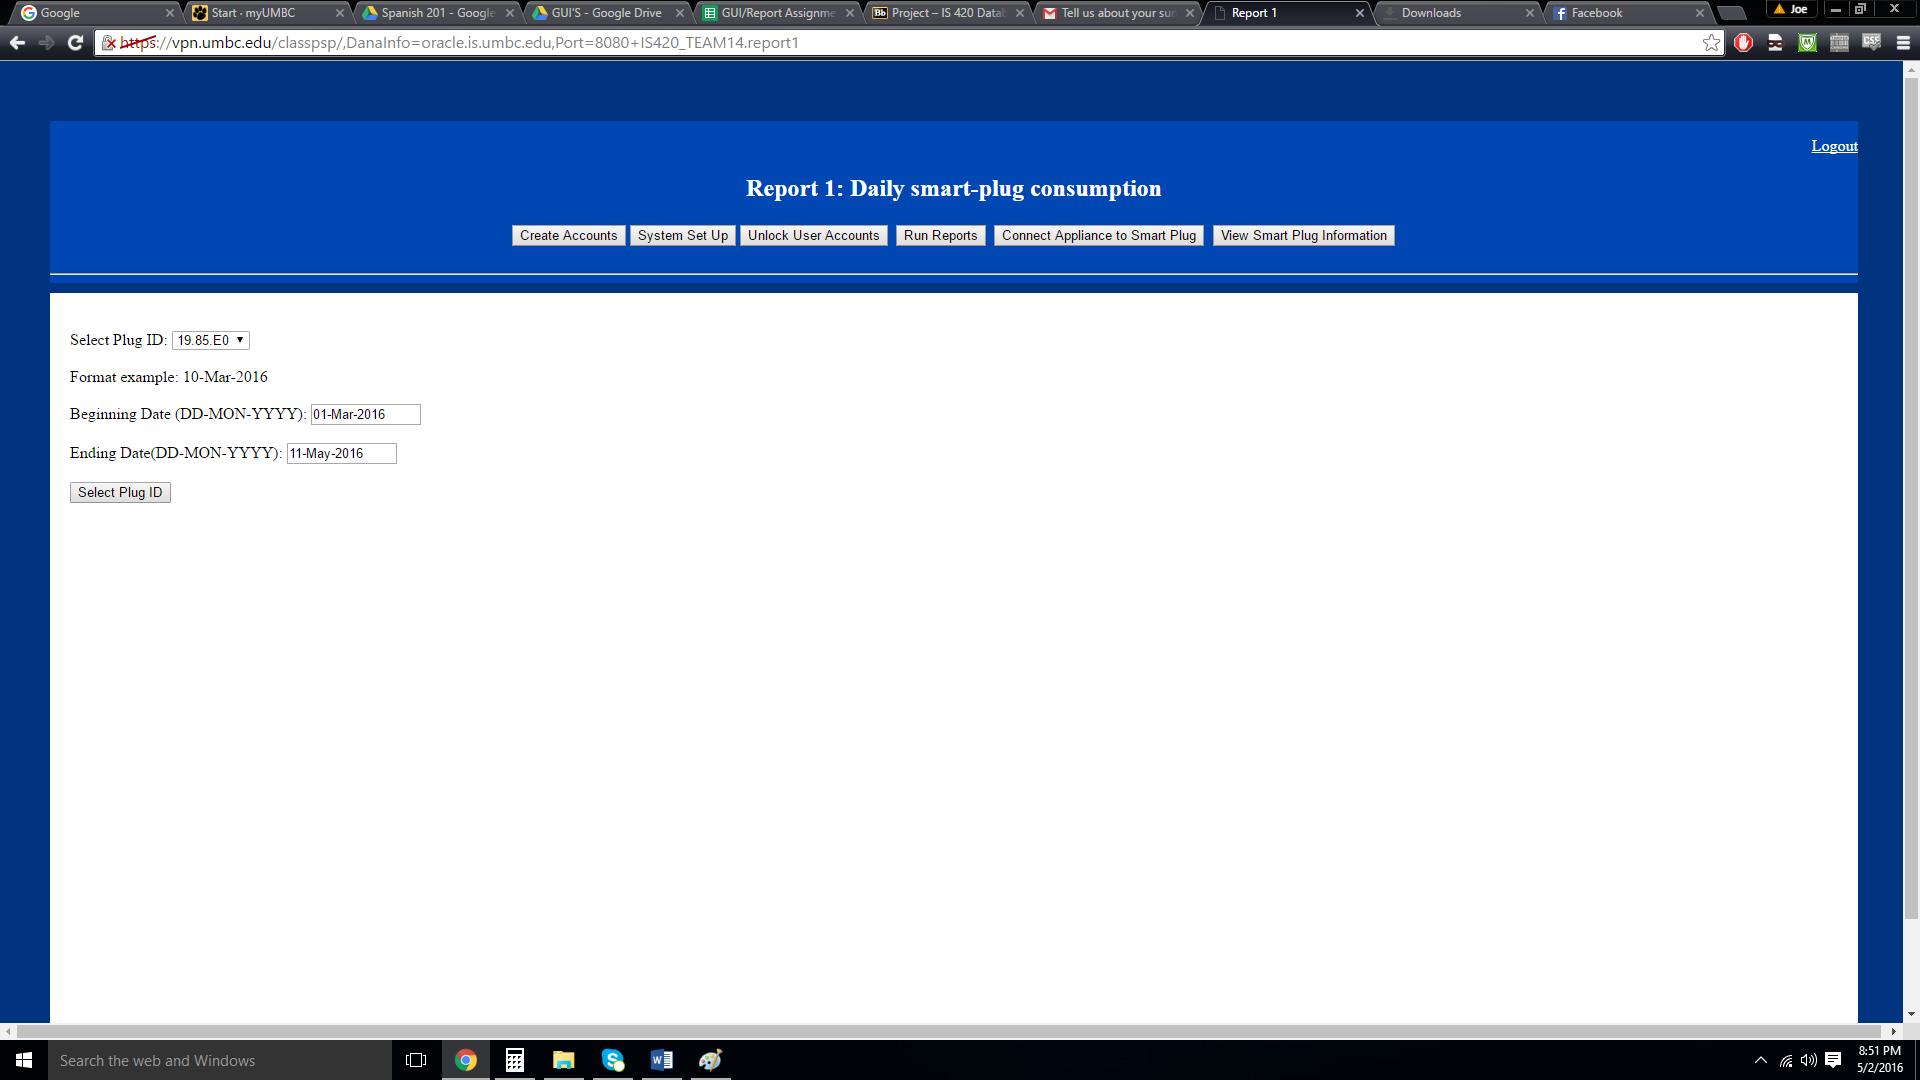 Google
Start · myUMBC
Spanish 201 - Google
GUI'S - Google Drive
GUI/Report Assignme
Project – IS 420 Datab
Tell us about your sur
Report 1
Downloads
Facebook
Joe
https://vpn.umbc.edu/classpsp/,DanaInfo=oracle.is.umbc.edu,Port=8080+IS420_TEAM14.report1
Logout
Report 1: Daily smart-plug consumption
Create Accounts System Set Up Unlock User Accounts Run Reports Connect Appliance to Smart Plug View Smart Plug Information
Select Plug ID: 19.85.E0
Format example: 10-Mar-2016
Beginning Date (DD-MON-YYYY): 01-Mar-2016
Ending Date(DD-MON-YYYY): 11-May-2016
Select Plug ID
Search the web and Windows
8:51 PM
5/2/2016